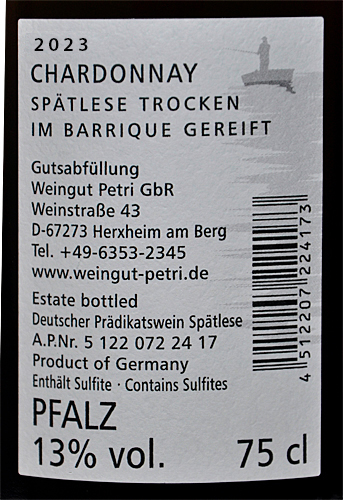 2023
CHARDONNAY
SPÄTLESE TROCKEN
IM BARRIQUE GEREIFT
Gutsabfüllung
Weingut Petri GbR
Weinstraße 43
D-67273 Herxheim am Berg
Tel. +49-6353-2345
www.weingut-petri.de
Estate bottled
Deutscher Prädikatswein Spätlese
A.P.Nr. 5 122 072 24 17
Product of Germany
Enthält Sulfite · Contains Sulfites
PFALZ
13% vol. 75 cl
4 512207 224173